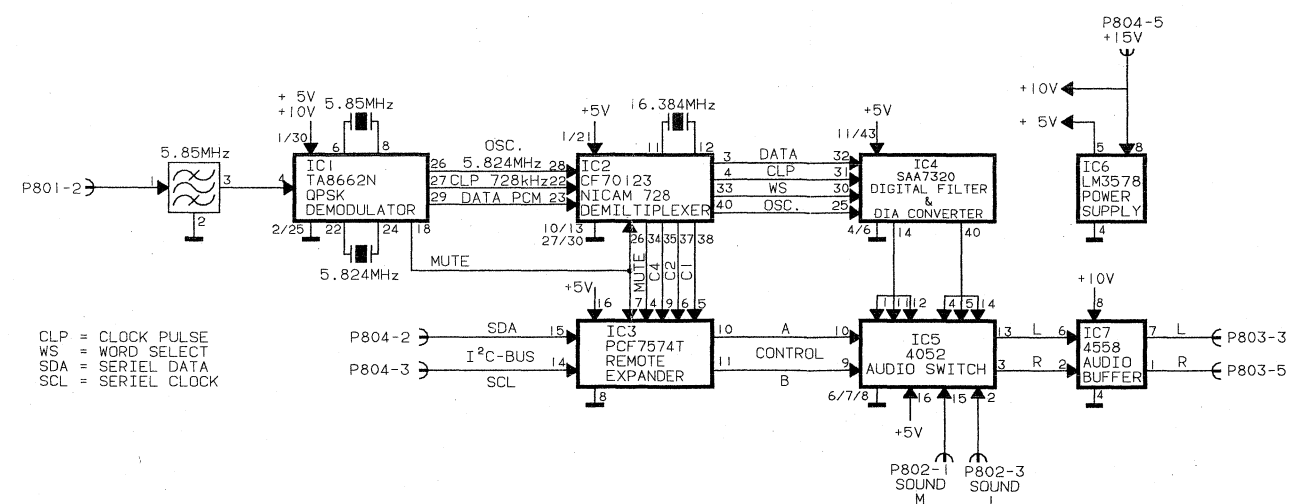 P804-5
+15V
+10V
+ 5V
+ 5V
+10V
5.85MHz
16.384MHz
+5V
+5V
1/30
6
8
1/21
11
12
11/43
5
8
5.85MHz
P801-2
1
3
2
4
IC1
TA8662N
QPSK
DEMODULATOR
2/25
22
24
18
5.824MHz
26
OSC.
5.824MHz
28
27
CLP 728kHz
22
29
DATA PCM
23
IC2
CF70123
NICAM 728
DEMILTIPLEXER
10/13
27/30
26
34
35
37
38
3
DATA
32
4
CLP
31
33
WS
30
40
OSC.
25
IC4
SAA7320
DIGITAL FILTER
&
DIA CONVERTER
4/6
14
40
IC6
LM3578
POWER
SUPPLY
4
MUTE
MUTE
C4
C2
C1
+5V
16
7
4
9
6
5
1
11
12
4
5
14
+10V
8
CLP = CLOCK PULSE
WS = WORD SELECT
SDA = SERIEL DATA
SCL = SERIEL CLOCK
P804-2
SDA
15
P804-3
I²C-BUS
14
SCL
IC3
PCF7574T
REMOTE
EXPANDER
8
10
A
10
11
CONTROL
9
B
IC5
4052
AUDIO SWITCH
6/7/8
16
15
2
+5V
13
L
6
3
R
2
IC7
4558
AUDIO
BUFFER
4
7
L
P803-3
1
R
P803-5
P802-1
SOUND
M
P802-3
SOUND